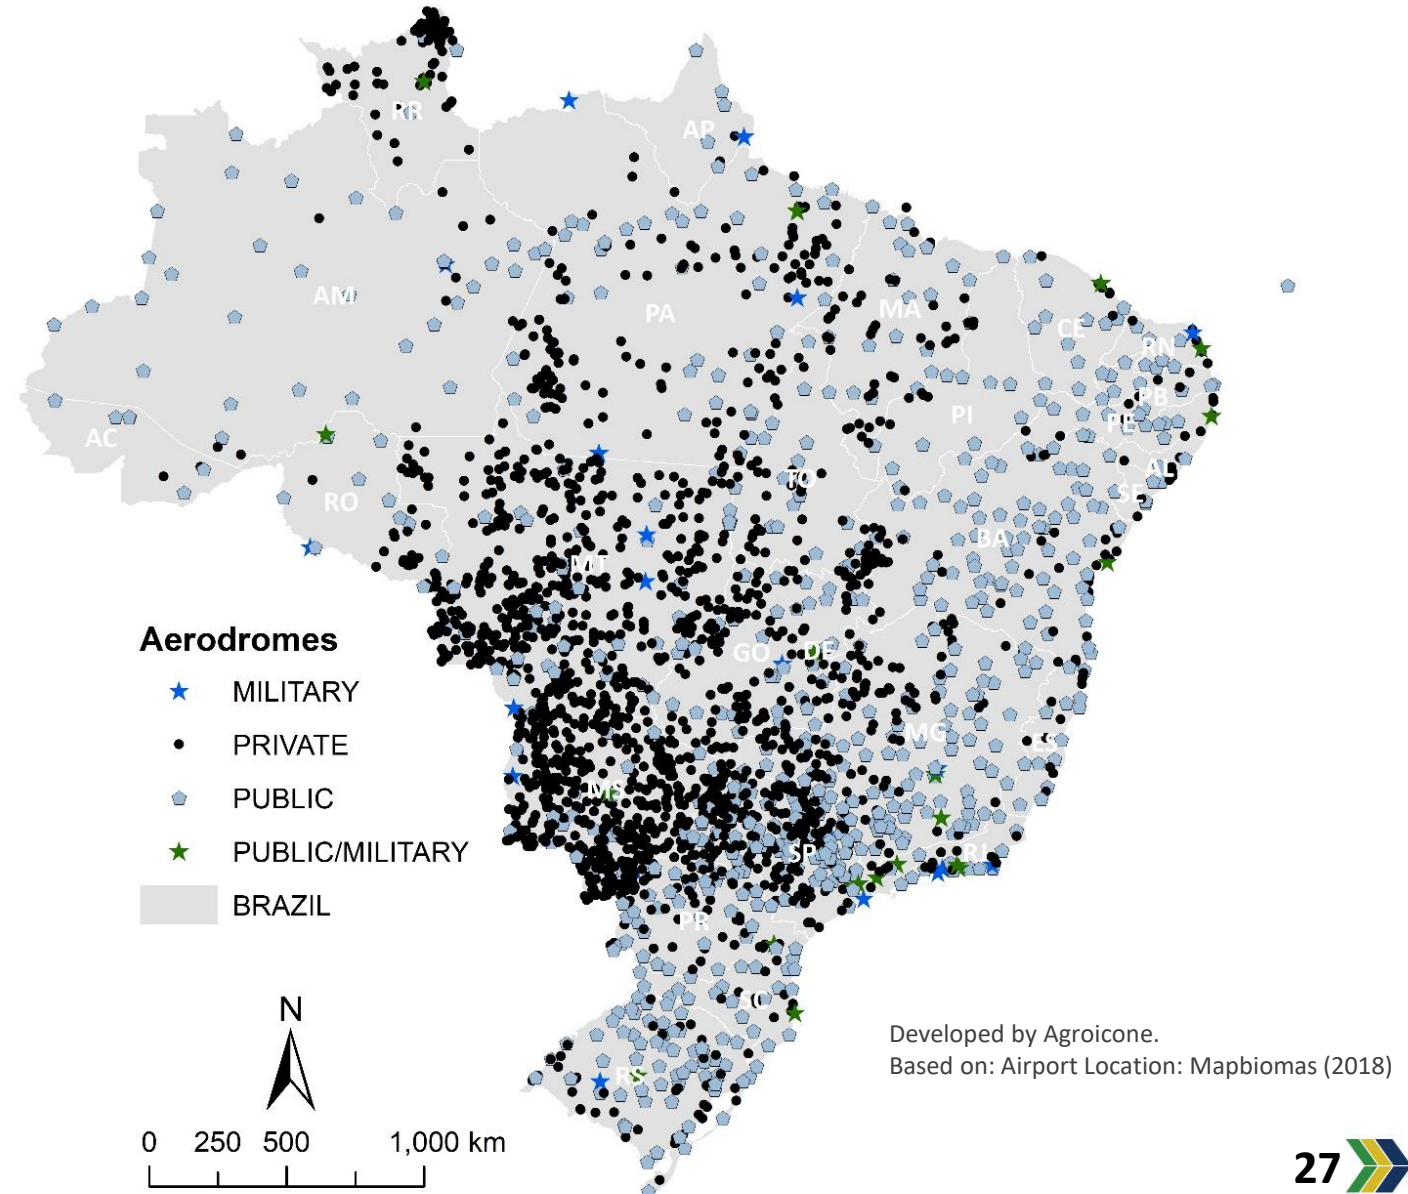 RR
AP
AM
PA
MA
CE
RN
PB
PE
PI
AC
AL
TO
SE
RO
BA
MT
GO
DF
Aerodromes
MILITARY
PRIVATE
PUBLIC
PUBLIC/MILITARY
BRAZIL
MG
ES
MS
SP
RJ
PR
SC
RS
N
0 250 500 1,000 km
Developed by Agroicone.
Based on: Airport Location: Mapbiomas (2018)
27